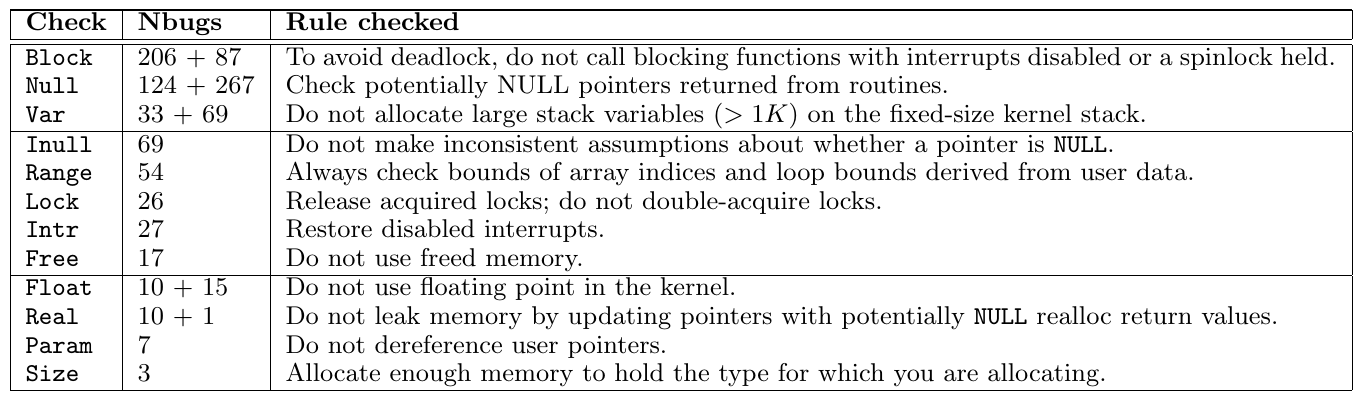 Check Nbugs Rule checked
Block 206 + 87 To avoid deadlock, do not call blocking functions with interrupts disabled or a spinlock held.
Null 124 + 267 Check potentially NULL pointers returned from routines.
Var 33 + 69 Do not allocate large stack variables (> 1K) on the fixed-size kernel stack.
Inull 69 Do not make inconsistent assumptions about whether a pointer is NULL.
Range 54 Always check bounds of array indices and loop bounds derived from user data.
Lock 26 Release acquired locks; do not double-acquire locks.
Intr 27 Restore disabled interrupts.
Free 17 Do not use freed memory.
Float 10 + 15 Do not use floating point in the kernel.
Real 10 + 1 Do not leak memory by updating pointers with potentially NULL realloc return values.
Param 7 Do not dereference user pointers.
Size 3 Allocate enough memory to hold the type for which you are allocating.